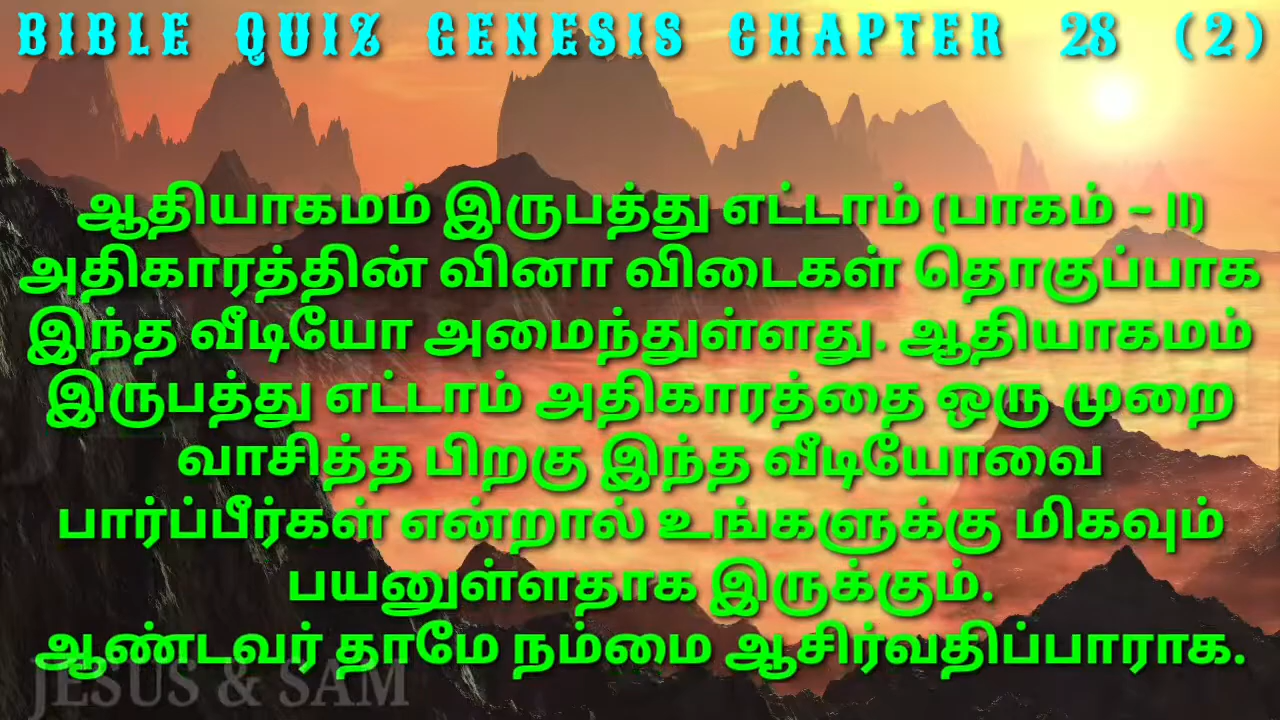 BIBLE QUIZ GENESIS CHAPTER 28 (2)
ஆதியாகமம் இருபத்து எட்டாம் (பாகம் - II)
அதிகாரத்தின் வினா விடைகள் தொகுப்பாக
இந்த வீடியோ அமைந்துள்ளது. ஆதியாகமம்
இருபத்து எட்டாம் அதிகாரத்தை ஒரு முறை
வாசித்த பிறகு இந்த வீடியோவை
பார்ப்பீர்கள் என்றால் உங்களுக்கு மிகவும்
பயனுள்ளதாக இருக்கும்.
ஆண்டவர் தாமே நம்மை ஆசிர்வதிப்பாராக.
JESUS & SAM